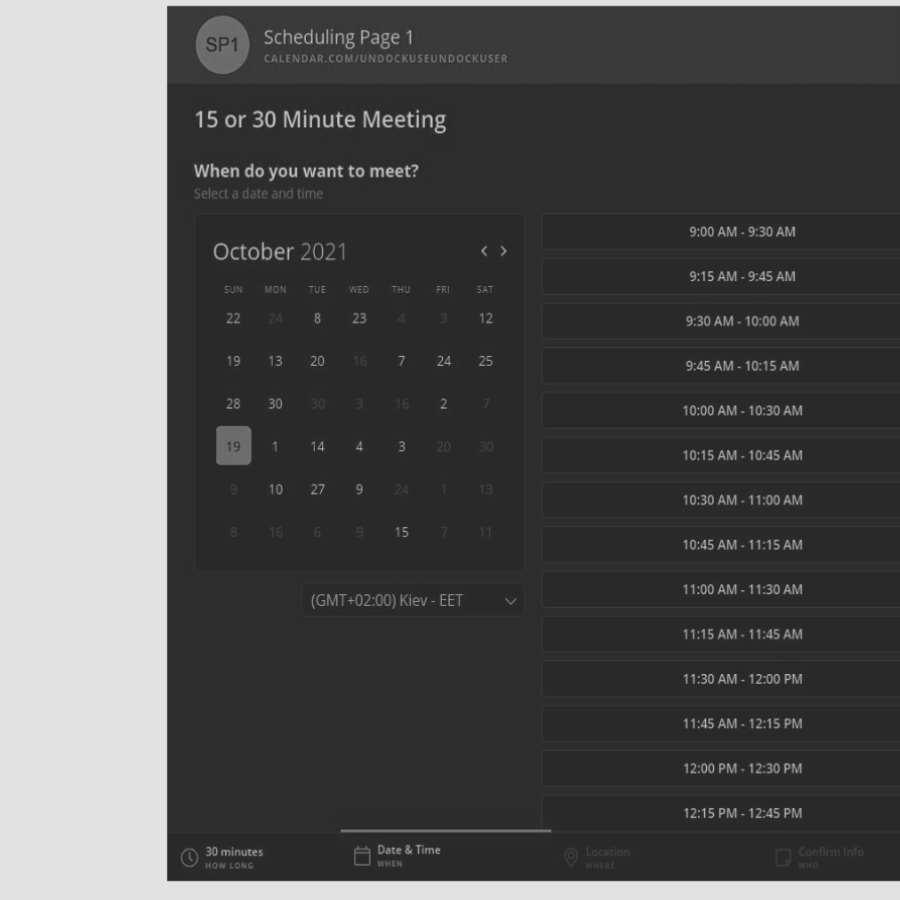 SP1
Scheduling Page 1
CALENDAR.COM/UNDOCKUSEUNDOCKUSER
15 or 30 Minute Meeting
When do you want to meet?
Select a date and time
October 2021
SUN MON TUE WED THU FRI SAT
22 24 8 23 4 3 12
19 13 20 16 7 24 25
28 30 30 3 16 2 7
19 1 14 4 3 20 30
9 10 27 9 24 1 13
8 16 6 9 15 7 11
(GMT+02:00) Kiev - EET
9:00 AM - 9:30 AM
9:15 AM - 9:45 AM
9:30 AM - 10:00 AM
9:45 AM - 10:15 AM
10:00 AM - 10:30 AM
10:15 AM - 10:45 AM
10:30 AM - 11:00 AM
10:45 AM - 11:15 AM
11:00 AM - 11:30 AM
11:15 AM - 11:45 AM
11:30 AM - 12:00 PM
11:45 AM - 12:15 PM
12:00 PM - 12:30 PM
12:15 PM - 12:45 PM
30 minutes
HOW LONG
Date & Time
WHEN
Location
WHERE
Confirm Info
WHO